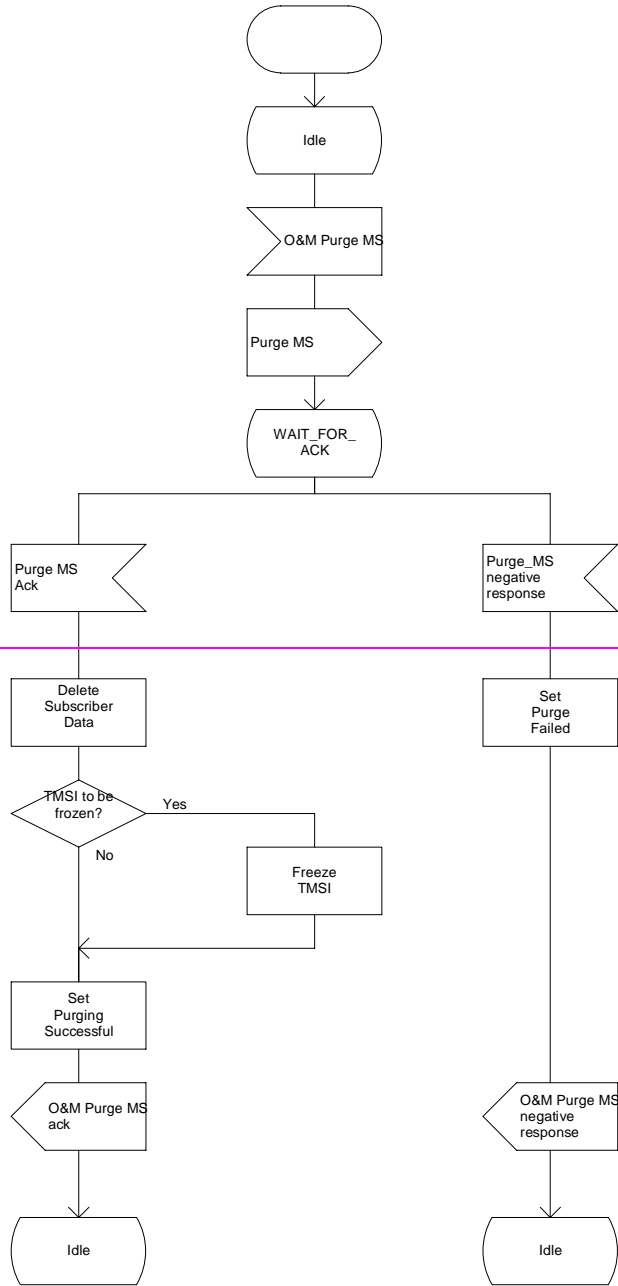 Idle
O&M Purge MS
Purge MS
WAIT_FOR_
ACK
Purge MS
Ack
Purge_MS
negative
response
Delete
Subscriber
Data
Set
Purge
Failed
TMSI to be
frozen?
Yes
No
Freeze
TMSI
Set
Purging
Successful
O&M Purge MS
ack
O&M Purge MS
negative
response
Idle
Idle